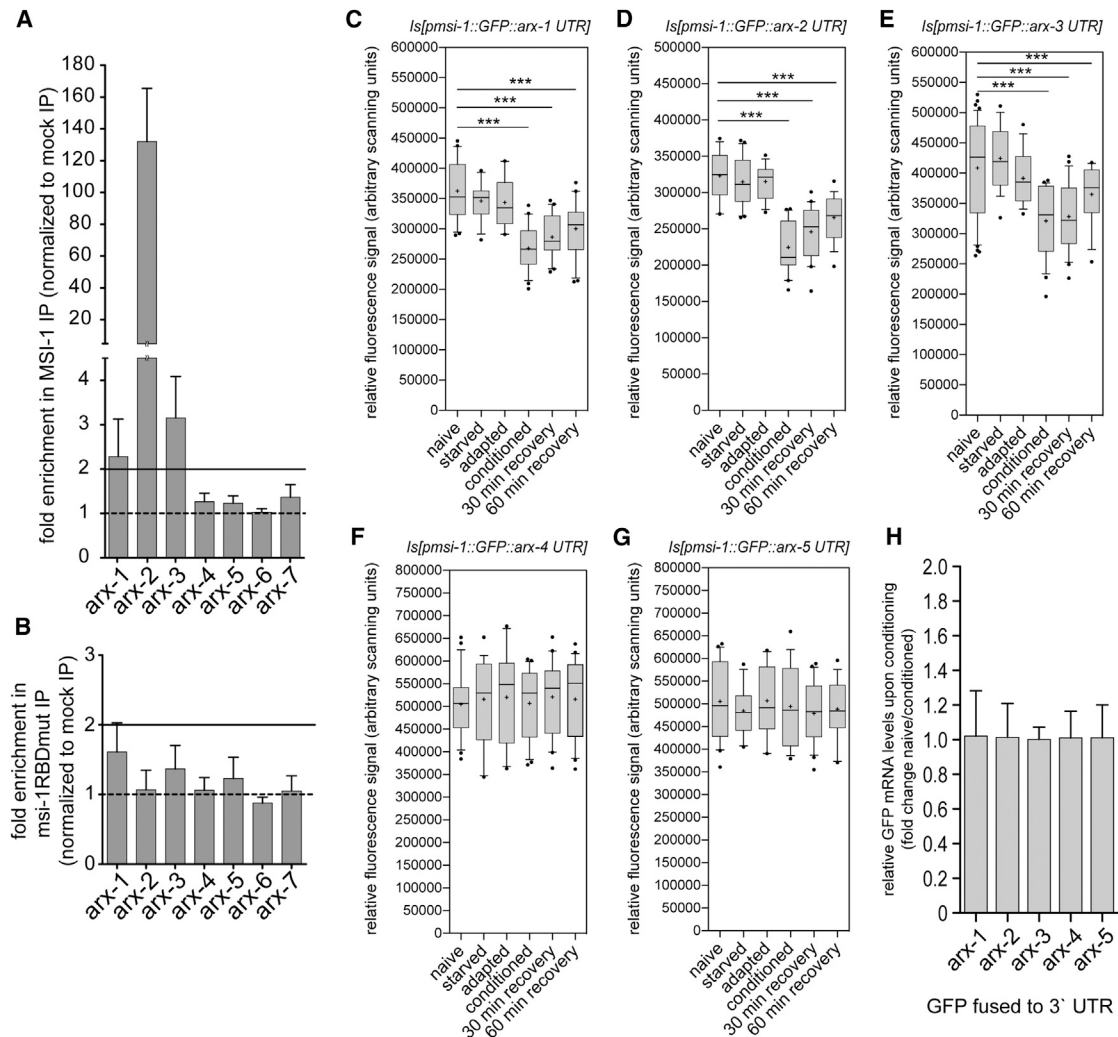 A
fold enrichment in MSI-1 IP (normalized to mock IP)
180
160
140
120
100
80
60
40
20
5
4
3
2
1
0
arx-1
arx-2
arx-3
arx-4
arx-5
arx-6
arx-7
B
fold enrichment in
msi-1RBDmut IP
(normalized to mock IP)
3
2
1
0
arx-1
arx-2
arx-3
arx-4
arx-5
arx-6
arx-7
C
Is[pmsi-1::GFP::arx-1 UTR]
relative fluorescence signal (arbitrary scanning units)
600000
550000
500000
450000
400000
350000
300000
250000
200000
150000
100000
50000
0
***
***
***
naive
starved
adapted
conditioned
30 min recovery
60 min recovery
D
Is[pmsi-1::GFP::arx-2 UTR]
relative fluorescence signal (arbitrary scanning units)
500000
450000
400000
350000
300000
250000
200000
150000
100000
50000
0
***
***
***
naive
starved
adapted
conditioned
30 min recovery
60 min recovery
E
Is[pmsi-1::GFP::arx-3 UTR]
relative fluorescence signal (arbitrary scanning units)
600000
550000
500000
450000
400000
350000
300000
250000
200000
150000
100000
50000
0
***
***
***
naive
starved
adapted
conditioned
30 min recovery
60 min recovery
F
Is[pmsi-1::GFP::arx-4 UTR]
relative fluorescence signal (arbitrary scanning units)
800000
750000
700000
650000
600000
550000
500000
450000
400000
350000
300000
250000
200000
150000
100000
50000
0
naive
starved
adapted
conditioned
30 min recovery
60 min recovery
G
Is[pmsi-1::GFP::arx-5 UTR]
relative fluorescence signal (arbitrary scanning units)
800000
750000
700000
650000
600000
550000
500000
450000
400000
350000
300000
250000
200000
150000
100000
50000
0
naive
starved
adapted
conditioned
30 min recovery
60 min recovery
H
relative GFP mRNA levels upon conditioning
(fold change naive/conditioned)
2.0
1.8
1.6
1.4
1.2
1.0
0.8
0.6
0.4
0.2
0
arx-1
arx-2
arx-3
arx-4
arx-5
GFP fused to 3` UTR